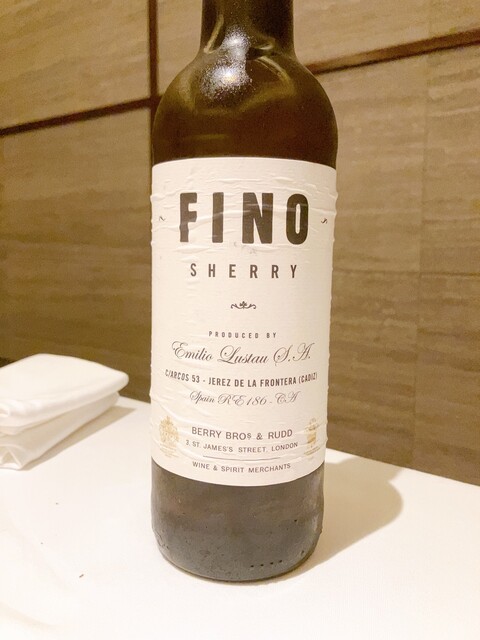 FINO
SHERRY
PRODUCED BY
Emilio Lustau S.A.
C/ARCOS 53 - JEREZ DE LA FRONTERA (CADIZ)
Spain RE 186 - CA
BERRY BROS & RUDD
3, ST. JAMES'S STREET, LONDON
WINE & SPIRIT MERCHANTS